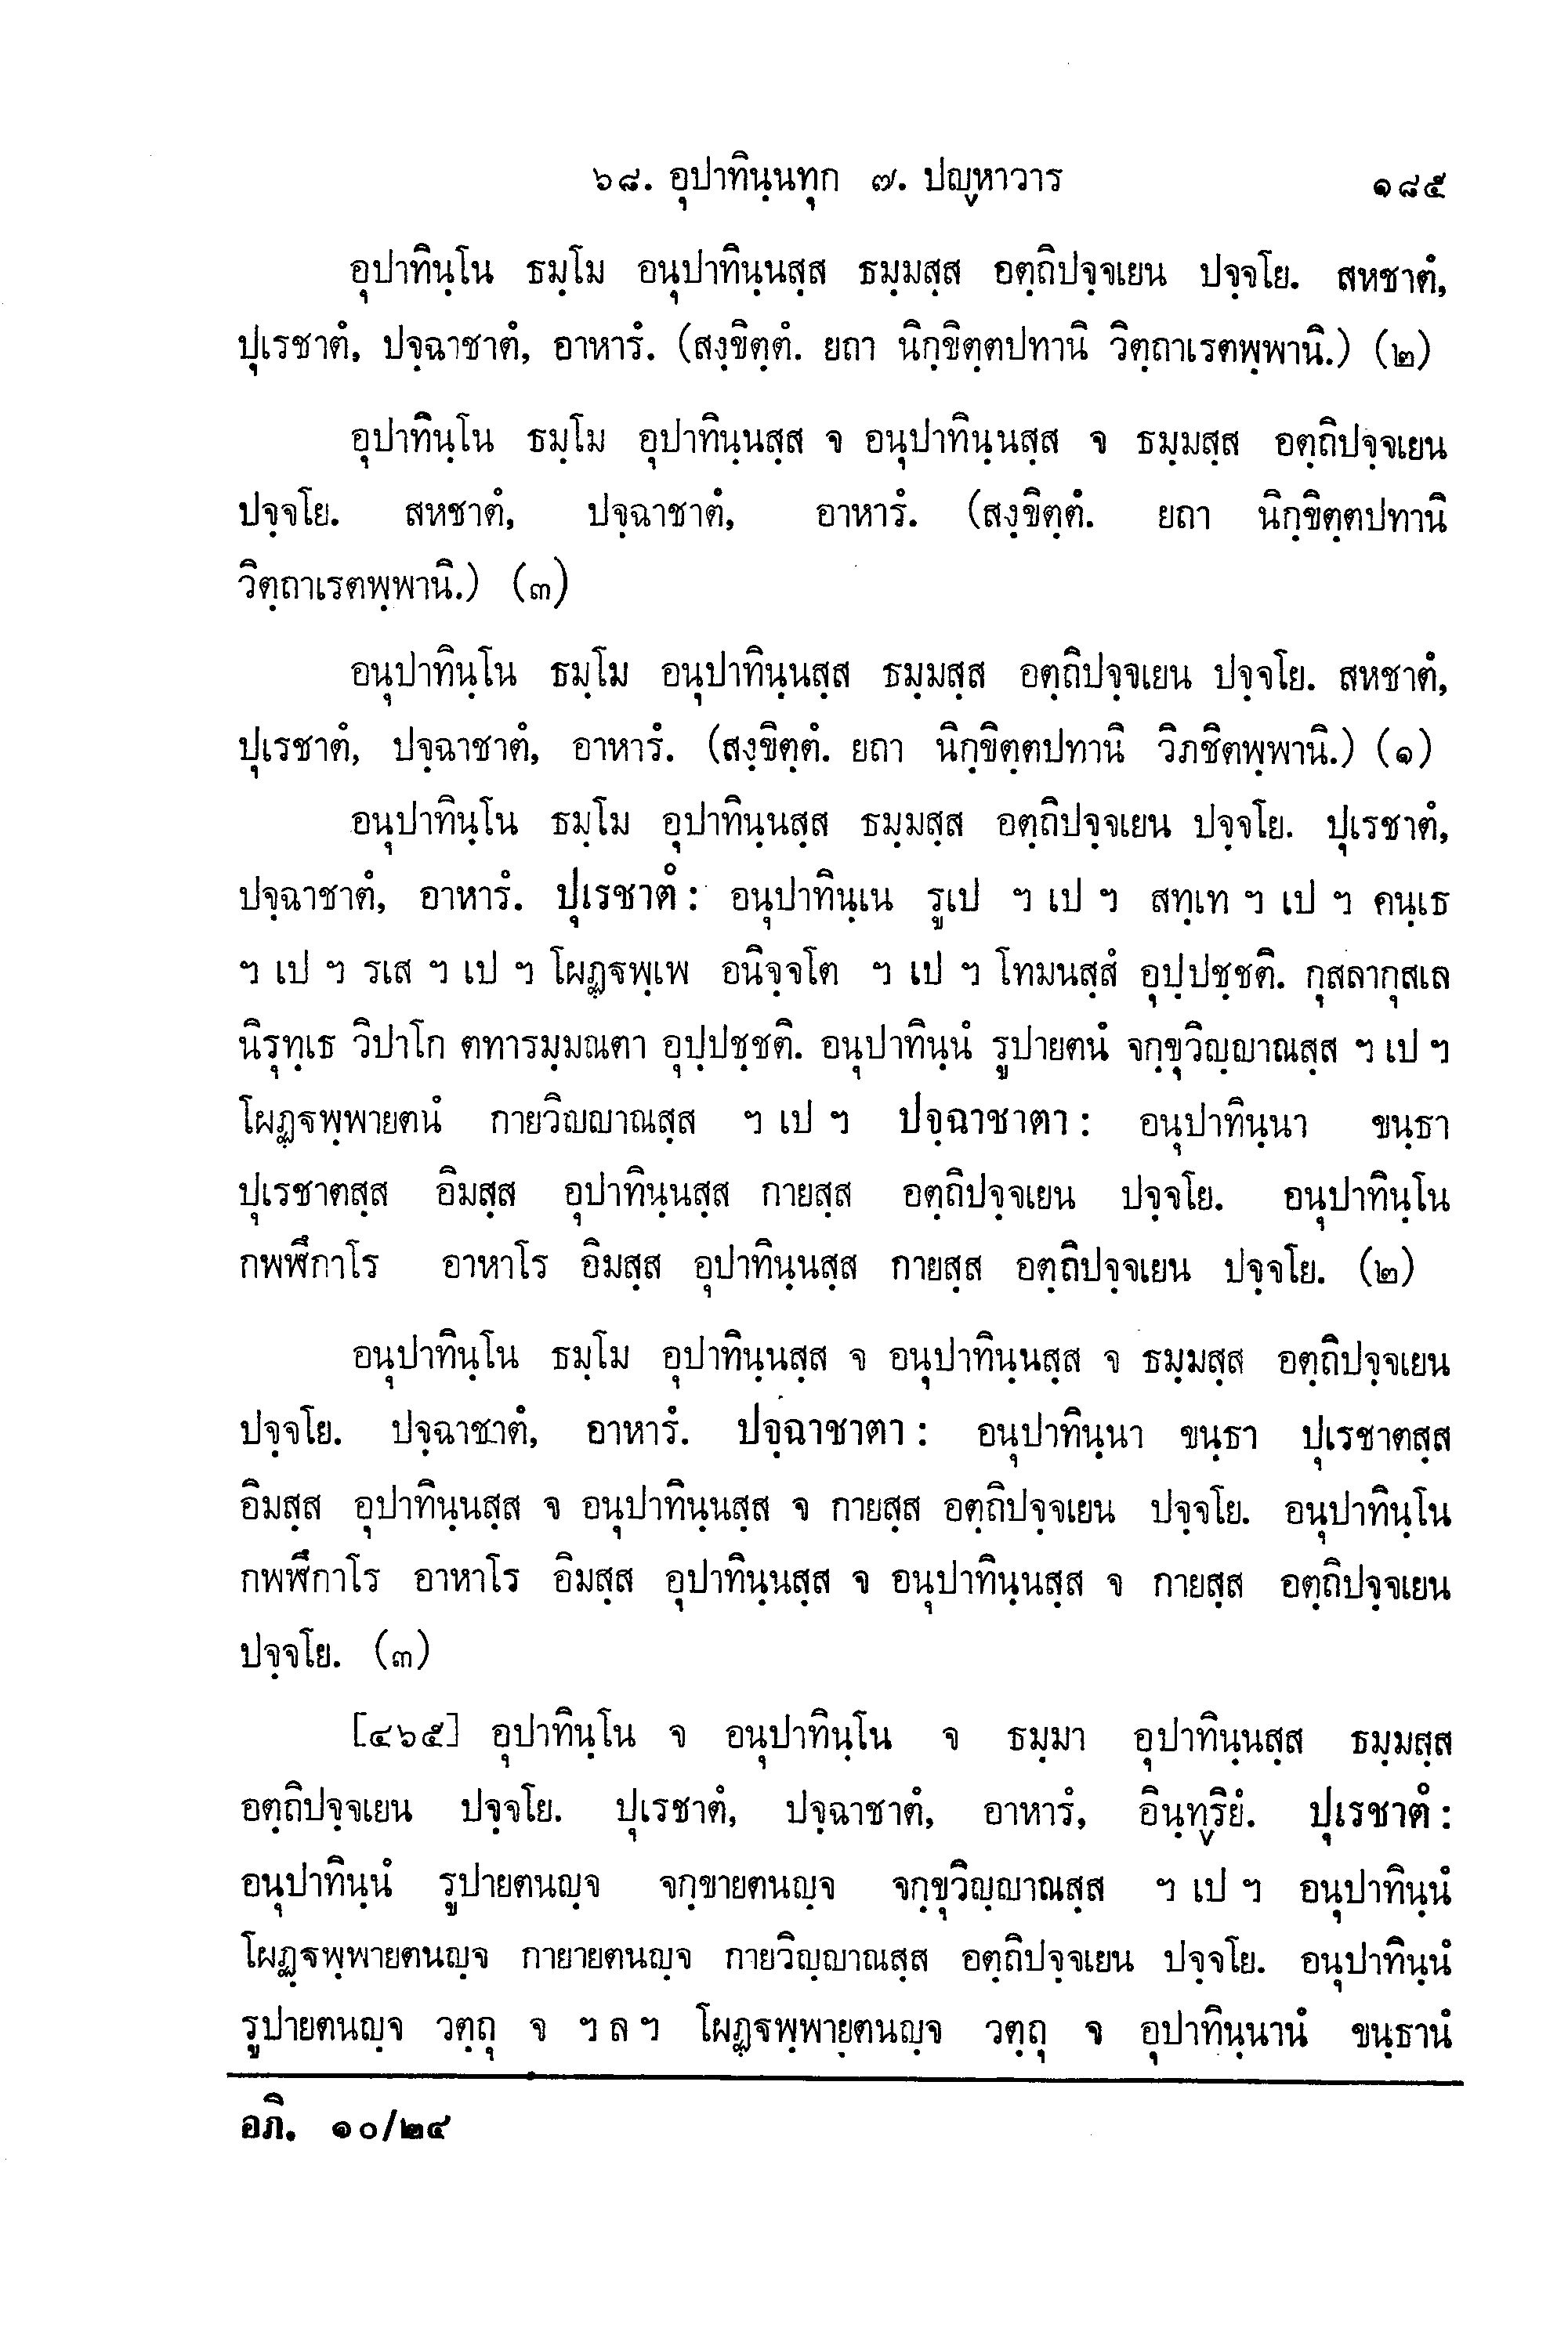 ๖๘. อุปาทินฺนทุก ๗. ปญฺหาวาร ๑๘๕
อุปาทินฺโน ธมฺโม อนุปาทินฺนสฺส ธมฺมสฺส อตฺถิปจฺจเยน ปจฺจโย. สหชาตํ,
ปุเรชาตํ, ปจฺฉาชาตํ, อาหารํ. (สงฺขิตฺตํ. ยถา นิกฺขิตฺตปทานิ วิตฺถาเรตพฺพานิ.) (๒)
อุปาทินฺโน ธมฺโม อุปาทินฺนสฺส จ อนุปาทินฺนสฺส จ ธมฺมสฺส อตฺถิปจฺจเยน
ปจฺจโย. สหชาตํ, ปจฺฉาชาตํ, อาหารํ. (สงฺขิตฺตํ. ยถา นิกฺขิตฺตปทานิ
วิตฺถาเรตพฺพานิ.) (๓)
อนุปาทินฺโน ธมฺโม อนุปาทินฺนสฺส ธมฺมสฺส อตฺถิปจฺจเยน ปจฺจโย. สหชาตํ,
ปุเรชาตํ, ปจฺฉาชาตํ, อาหารํ. (สงฺขิตฺตํ. ยถา นิกฺขิตฺตปทานิ วิภชิตพฺพานิ.) (๑)
อนุปาทินฺโน ธมฺโม อุปาทินฺนสฺส ธมฺมสฺส อตฺถิปจฺจเยน ปจฺจโย. ปุเรชาตํ,
ปจฺฉาชาตํ, อาหารํ. ปุเรชาตํ: อนุปาทินฺเน รูเป ฯ เป ฯ สทฺเท ฯ เป ฯ คนฺเธ
ฯ เป ฯ รเส ฯ เป ฯ โผฏฺฐพฺเพ อนิจฺจโต ฯ เป ฯ โทมนสฺสํ อุปฺปชฺชติ. กุสลากุสเล
นิรุทฺเธ วิปาโก ตทารมฺมณตา อุปฺปชฺชติ. อนุปาทินฺนํ รูปายตนํ จกฺขุวิญฺญาณสฺส ฯ เป ฯ
โผฏฺฐพฺพายตนํ กายวิญฺญาณสฺส ฯ เป ฯ ปจฺฉาชาตา: อนุปาทินฺนา ขนฺธา
ปุเรชาตสฺส อิมสฺส อุปาทินฺนสฺส กายสฺส อตฺถิปจฺจเยน ปจฺจโย. อนุปาทินฺโน
กพฬึกาโร อาหาโร อิมสฺส อุปาทินฺนสฺส กายสฺส อตฺถิปจฺจเยน ปจฺจโย. (๒)
อนุปาทินฺโน ธมฺโม อุปาทินฺนสฺส จ อนุปาทินฺนสฺส จ ธมฺมสฺส อตฺถิปจฺจเยน
ปจฺจโย. ปจฺฉาชาตํ, อาหารํ. ปจฺฉาชาตา: อนุปาทินฺนา ขนฺธา ปุเรชาตสฺส
อิมสฺส อุปาทินฺนสฺส จ อนุปาทินฺนสฺส จ กายสฺส อตฺถิปจฺจเยน ปจฺจโย. อนุปาทินฺโน
กพฬึกาโร อาหาโร อิมสฺส อุปาทินฺนสฺส จ อนุปาทินฺนสฺส จ กายสฺส อตฺถิปจฺจเยน
ปจฺจโย. (๓)
[๔๖๕] อุปาทินฺโน จ อนุปาทินฺโน จ ธมฺมา อุปาทินฺนสฺส ธมฺมสฺส
อตฺถิปจฺจเยน ปจฺจโย. ปุเรชาตํ, ปจฺฉาชาตํ, อาหารํ, อินฺทฺริยํ. ปุเรชาตํ:
อนุปาทินฺนํ รูปายตนญฺจ จกฺขายตนญฺจ จกฺขุวิญฺญาณสฺส ฯ เป ฯ อนุปาทินฺนํ
โผฏฺฐพฺพายตนญฺจ กายายตนญฺจ กายวิญฺญาณสฺส อตฺถิปจฺจเยน ปจฺจโย. อนุปาทินฺนํ
รูปายตนญฺจ วตฺถุ จ ฯ ล ฯ โผฏฺฐพฺพายฺตนญฺจ วตฺถุ จ อุปาทินฺนานํ ขนฺธานํ
อภิ. ๑๐/๒๔